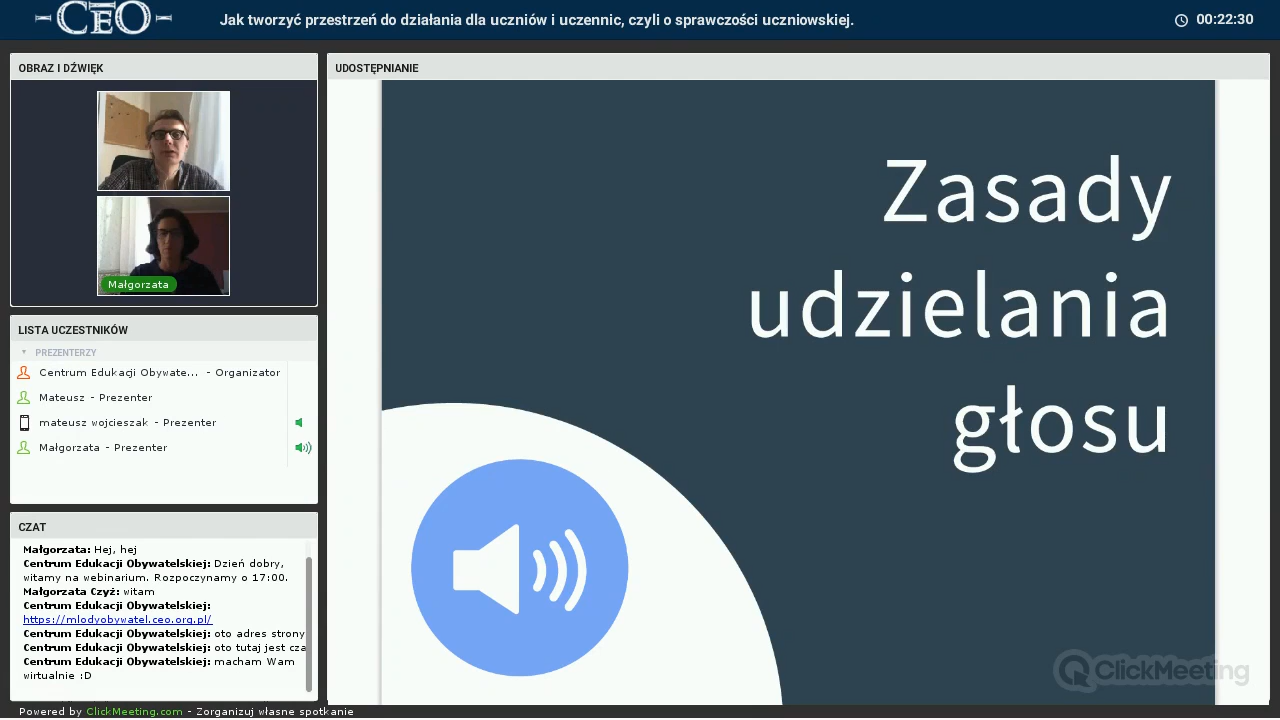 CEO
Jak tworzyć przestrzeń do działania dla uczniów i uczennic, czyli o sprawczości uczniowskiej.
00:22:30
OBRAZ I DŹWIĘK
Małgorzata
LISTA UCZESTNIKÓW
PREZENTERZY
Centrum Edukacji Obywate... - Organizator
Mateusz - Prezenter
mateusz wojcieszak - Prezenter
Małgorzata - Prezenter
CZAT
Małgorzata: Hej, hej
Centrum Edukacji Obywatelskiej: Dzień dobry,
witamy na webinarium. Rozpoczynamy o 17:00.
Małgorzata Czyż: witam
Centrum Edukacji Obywatelskiej:
https://mlodyobywatel.ceo.org.pl/
Centrum Edukacji Obywatelskiej: oto adres strony
Centrum Edukacji Obywatelskiej: oto tutaj jest cza
Centrum Edukacji Obywatelskiej: macham Wam
wirtualnie :D
UDOSTĘPNIANIE
Zasady
udzielania
głosu
ClickMeeting
Powered by ClickMeeting.com - Zorganizuj własne spotkanie